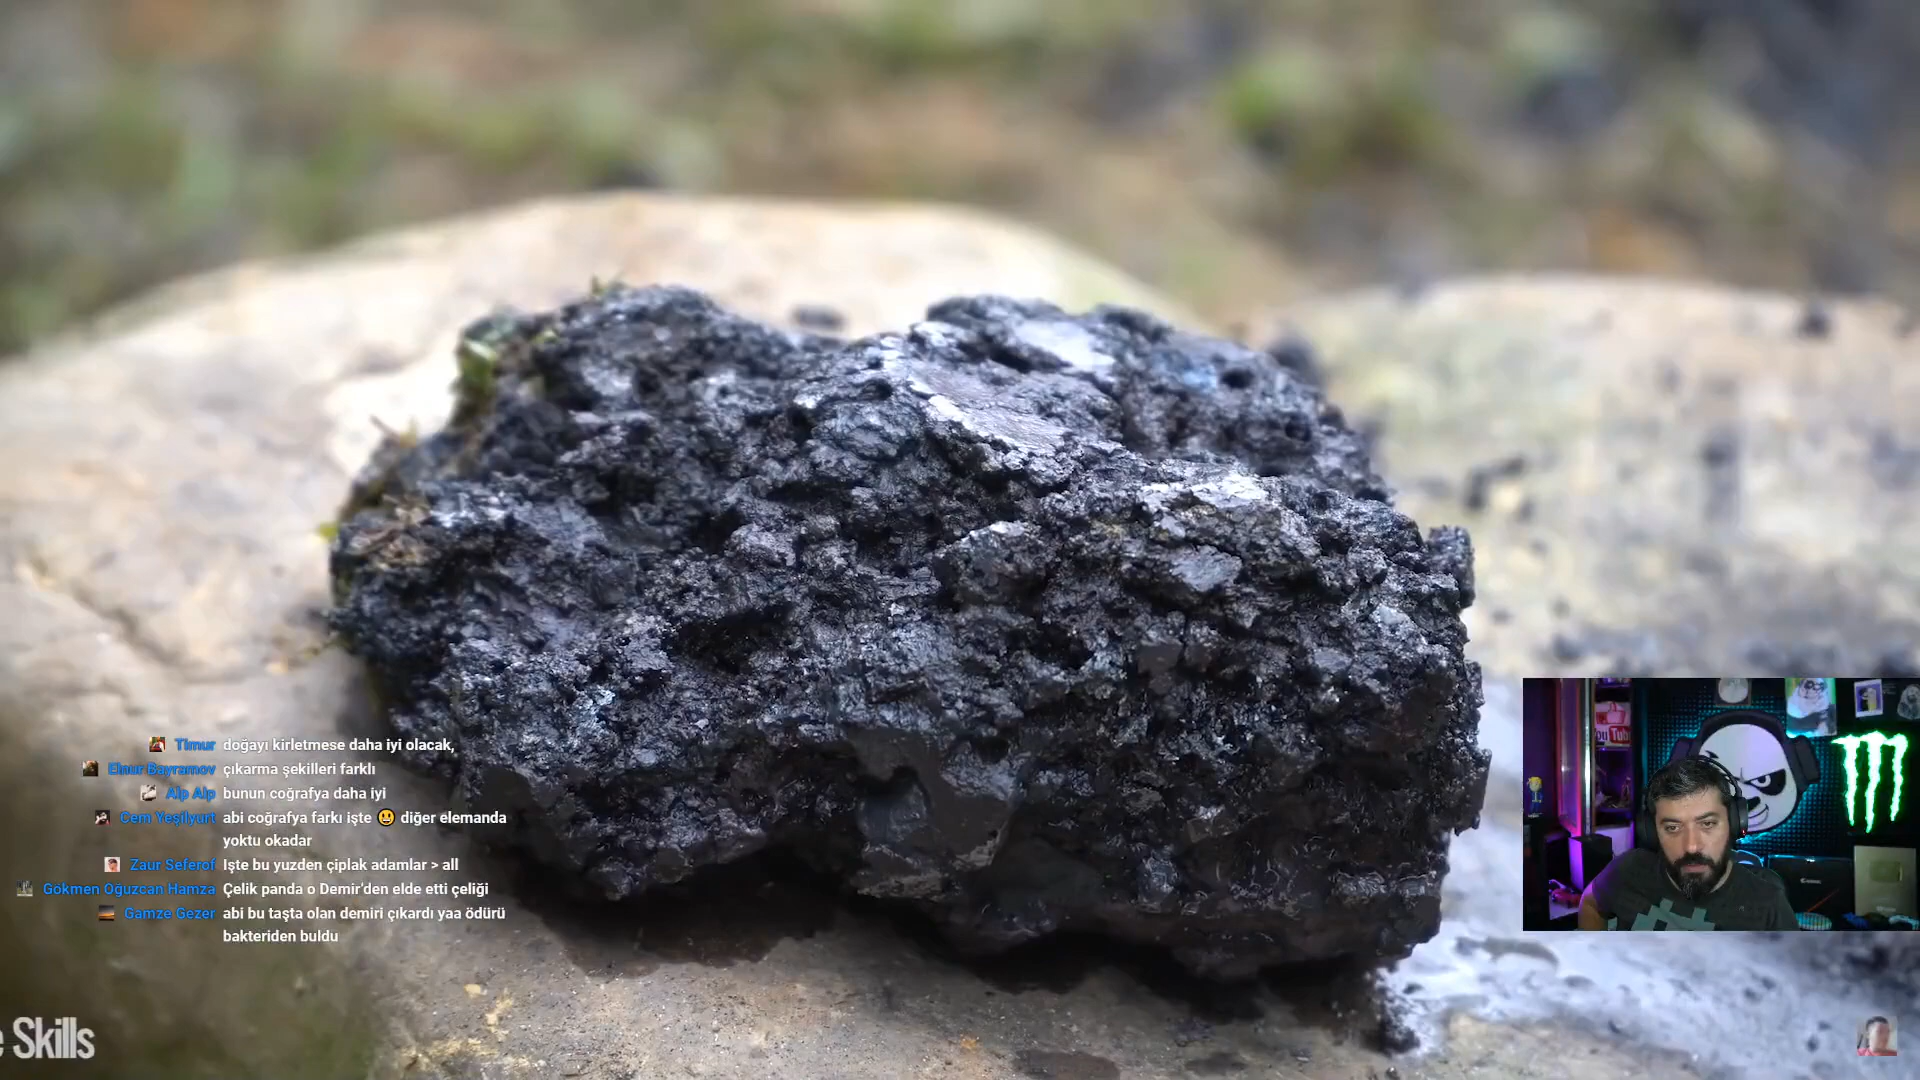 Timur doğayı kirletmese daha iyi olacak,
Elnur Bayramov çıkarma şekilleri farklı
Alp Alp bunun coğrafya daha iyi
Cem Yeşilyurt abi coğrafya farkı işte 😃 diğer elemanda
yoktu okadar
Zaur Seferof Işte bu yuzden çiplak adamlar > all
Gökmen Oğuzcan Hamza Çelik panda o Demir'den elde etti çeliği
Gamze Gezer abi bu taşta olan demiri çıkardı yaa ödürü
bakteriden buldu
Skills